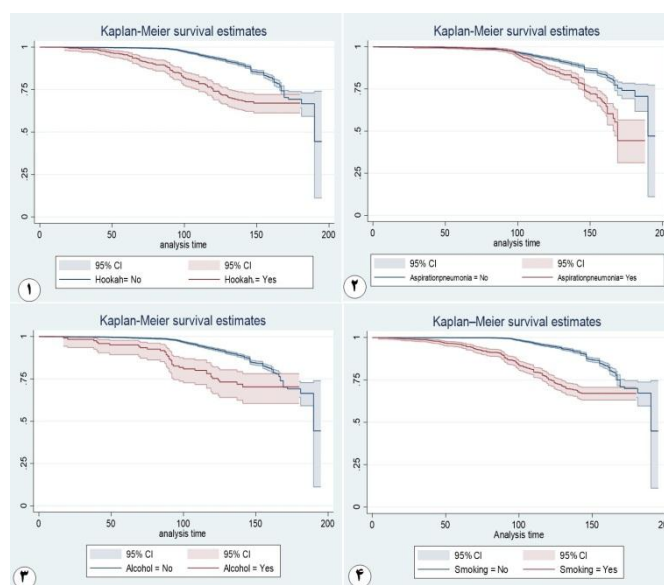 Kaplan-Meier survival estimates
1
.75
.5
.25
0
0 50 100 150 200
analysis time
95% CI 95% CI
Hookah= No Hookah.= Yes
۱
Kaplan-Meier survival estimates
1
.75
.5
.25
0
0 50 100 150 200
analysis time
95% CI 95% CI
Aspirationpneumonia = No Aspirationpneumonia= Yes
۲
Kaplan-Meier survival estimates
1
.75
.5
.25
0
0 50 100 150 200
analysis time
95% CI 95% CI
Alcohol = No Alcohol = Yes
۳
Kaplan–Meier survival estimates
1
.75
.5
.25
0
0 50 100 150 200
Analysis time
95% CI 95% CI
Smoking = No Smoking = Yes
۴